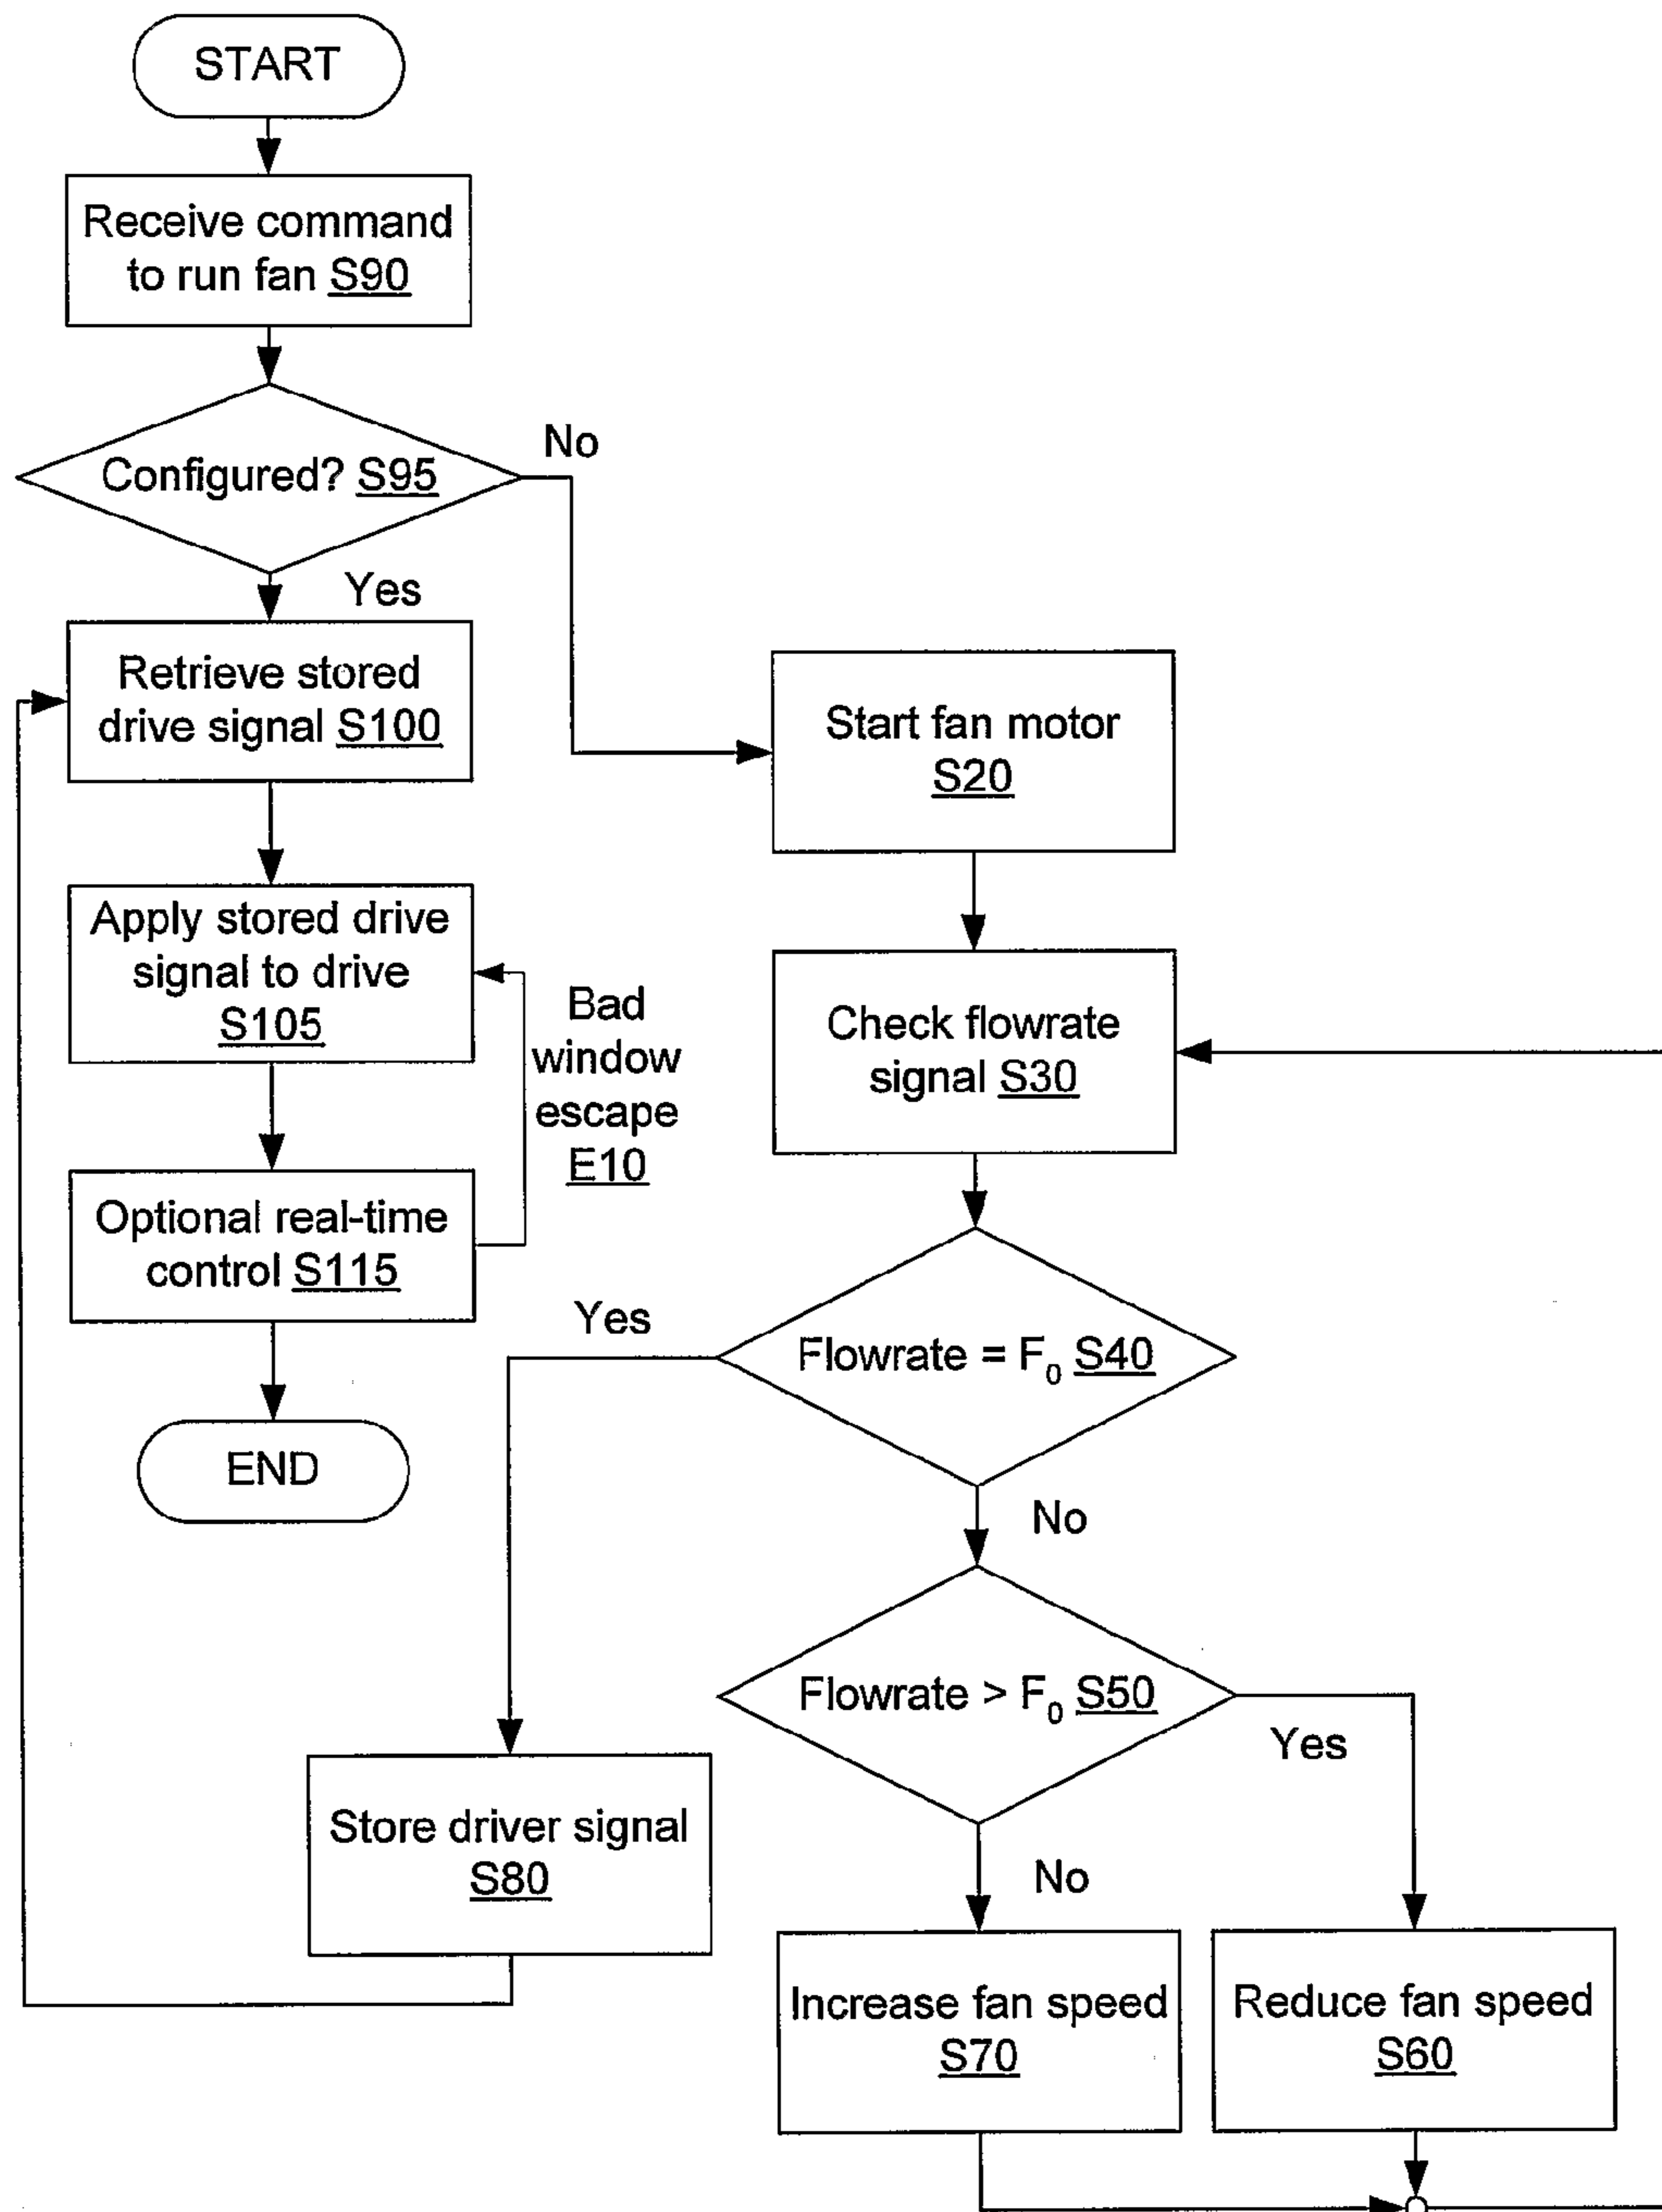 START
Receive command
to run fan S90
Configured? S95
No
Yes
Retrieve stored
drive signal S100
Apply stored drive
signal to drive
S105
Bad
window
escape
E10
Optional real-time
control S115
END
Start fan motor
S20
Check flowrate
signal S30
Flowrate = F₀ S40
Yes
No
Store driver signal
S80
Flowrate > F₀ S50
Yes
No
Increase fan speed
S70
Reduce fan speed
S60